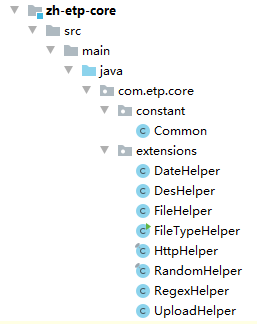 zh-etp-core
src
main
java
com.etp.core
constant
Common
extensions
DateHelper
DesHelper
FileHelper
FileTypeHelper
HttpHelper
RandomHelper
RegexHelper
UploadHelper